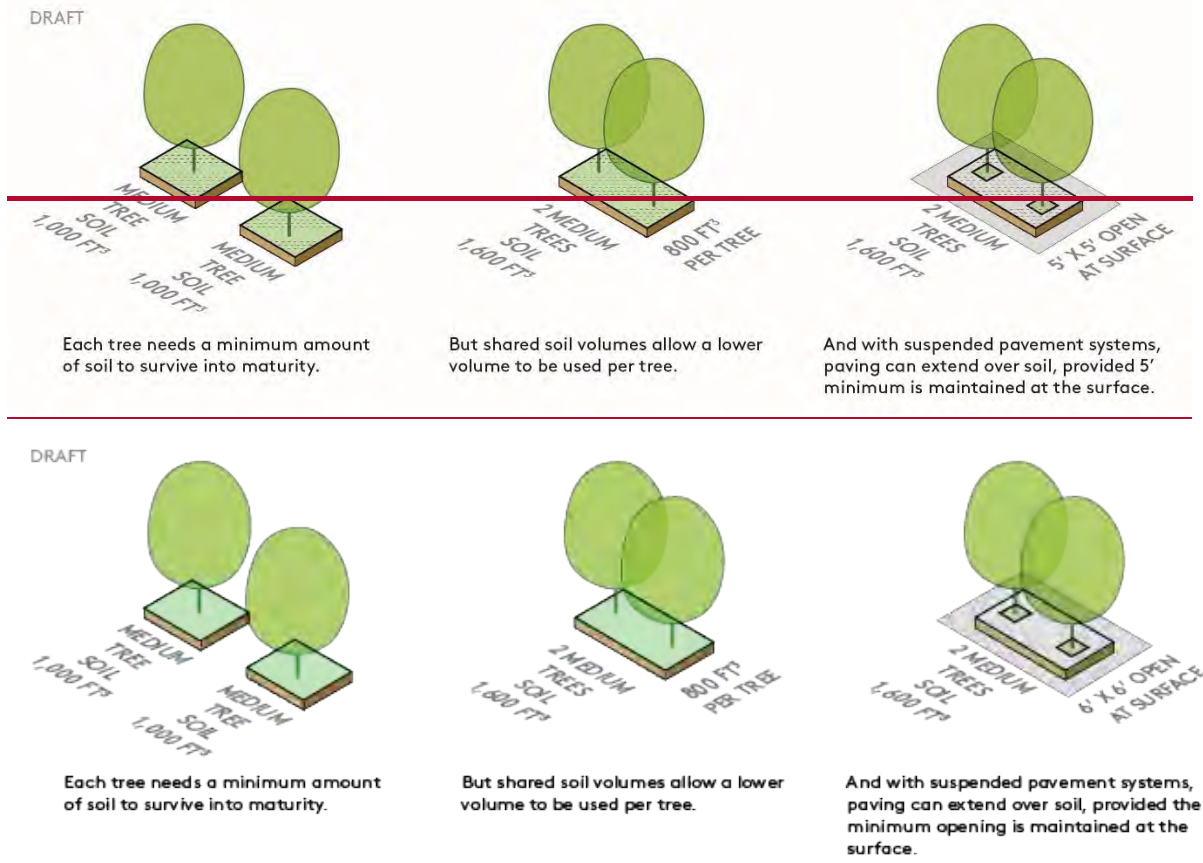 DRAFT
MEDIUM
TREE
SOIL
1,000 FT³
MEDIUM
TREE
SOIL
1,000 FT³
2 MEDIUM
TREES
SOIL
1,600 FT³
800 FT³
PER TREE
2 MEDIUM
TREES
SOIL
1,600 FT³
5' X 5' OPEN
AT SURFACE
Each tree needs a minimum amount
of soil to survive into maturity.
But shared soil volumes allow a lower
volume to be used per tree.
And with suspended pavement systems,
paving can extend over soil, provided 5'
minimum is maintained at the surface.
DRAFT
MEDIUM
TREE
SOIL
1,000 FT³
MEDIUM
TREE
SOIL
1,000 FT³
2 MEDIUM
TREES
SOIL
1,600 FT³
800 FT³
PER TREE
2 MEDIUM
TREES
SOIL
1,600 FT³
6' X 6' OPEN
AT SURFACE
Each tree needs a minimum amount
of soil to survive into maturity.
But shared soil volumes allow a lower
volume to be used per tree.
And with suspended pavement systems,
paving can extend over soil, provided the
minimum opening is maintained at the
surface.